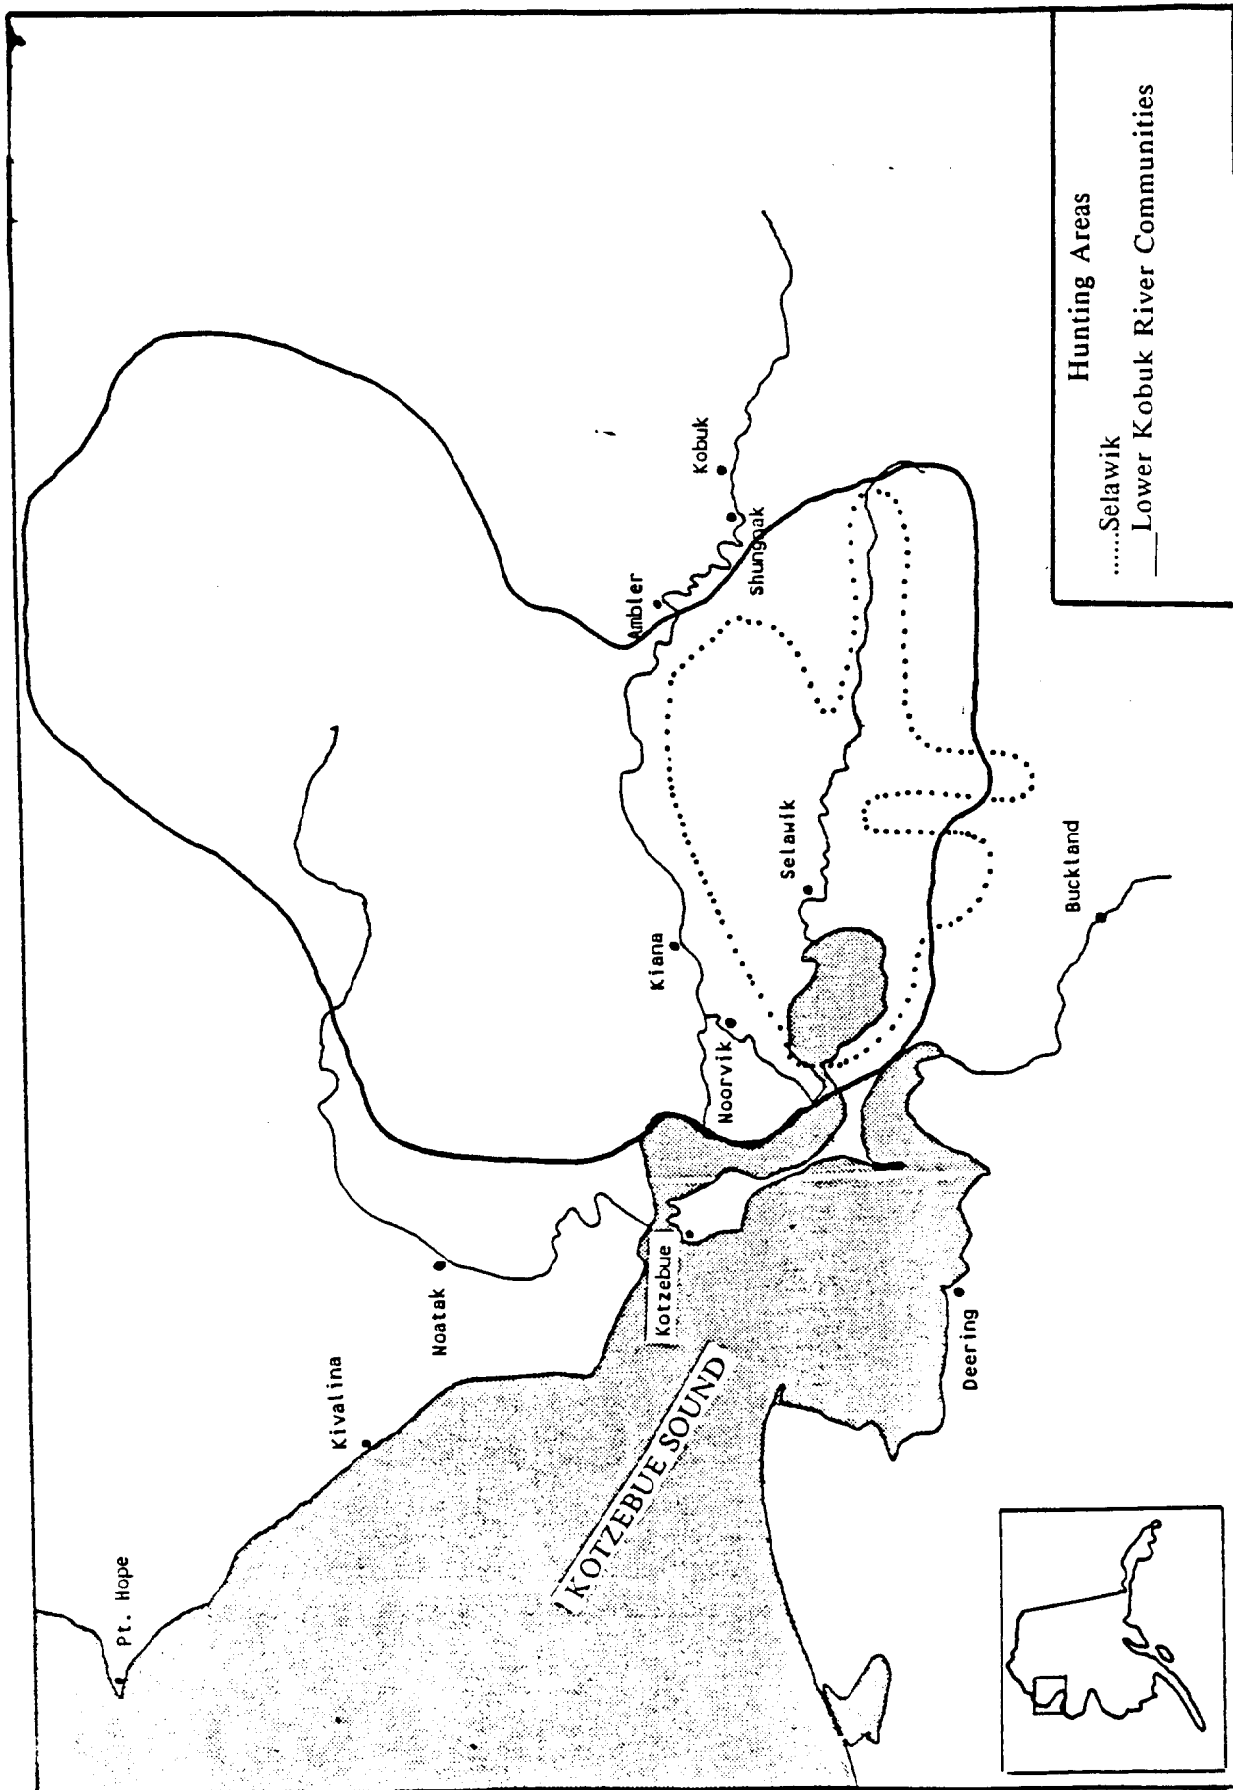 Pt. Hope
Kivalina
Noatak
Kotzebue
KOTZEBUE SOUND
Deering
Noorvik
Kiana
Selawik
Buckland
Ambler
Shungnak
Kobuk
Hunting Areas
......Selawik
___Lower Kobuk River Communities